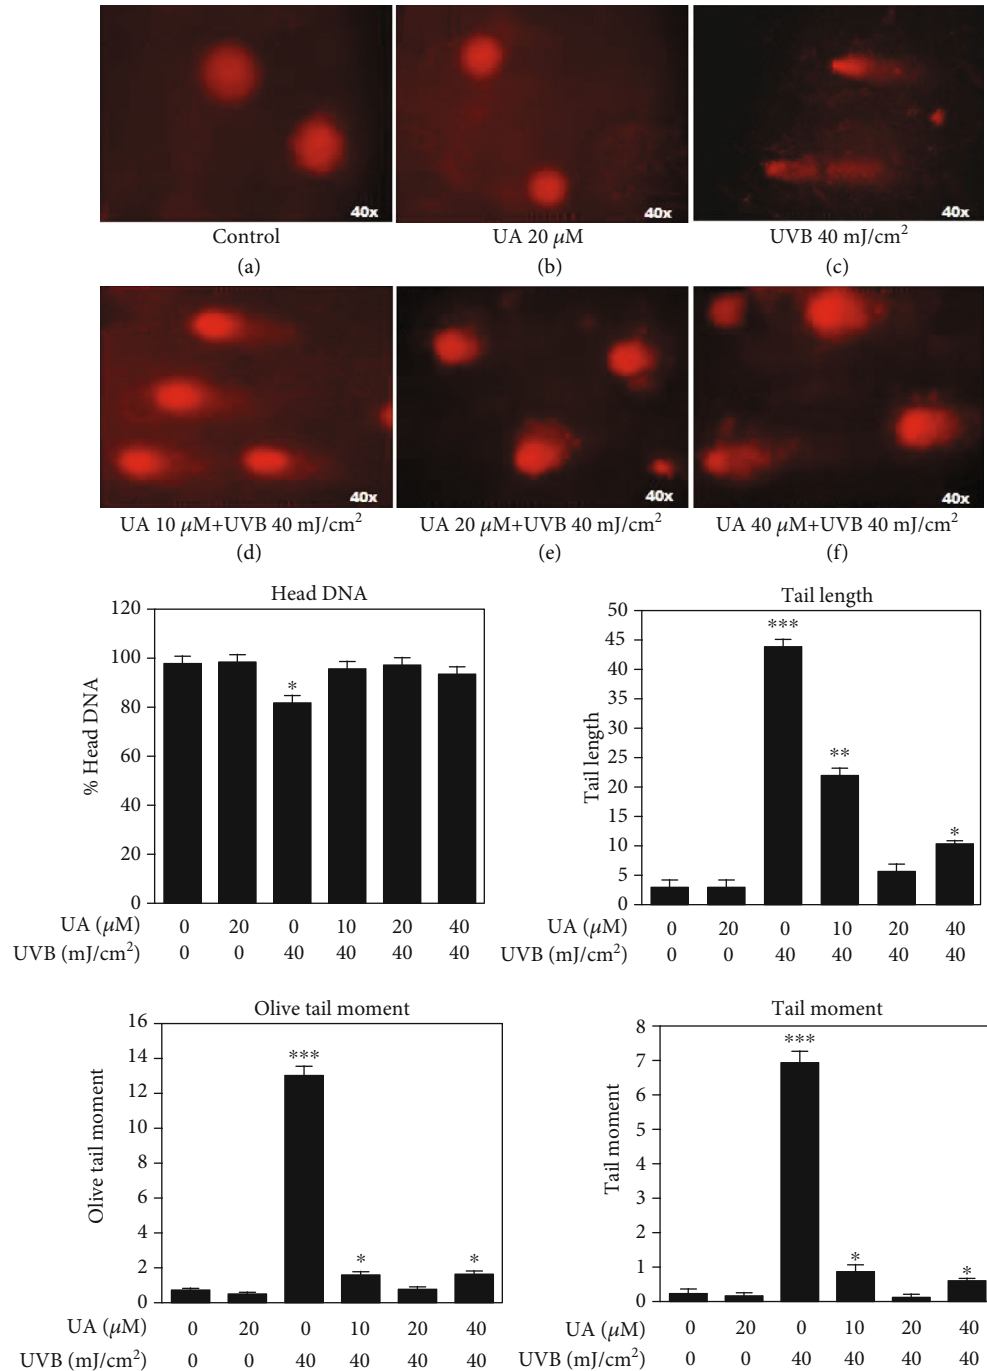 40x 40x 40x
Control UA 20 μM UVB 40 mJ/cm²
(a) (b) (c)
40x 40x 40x
UA 10 μM+UVB 40 mJ/cm² UA 20 μM+UVB 40 mJ/cm² UA 40 μM+UVB 40 mJ/cm²
(d) (e) (f)
Head DNA
% Head DNA
120
100
80
60
40
20
0
*
UA (μM) 0 20 0 10 20 40
UVB (mJ/cm²) 0 0 40 40 40 40
Tail length
Tail length
50
45
40
35
30
25
20
15
10
5
0
***
**
*
UA (μM) 0 20 0 10 20 40
UVB (mJ/cm²) 0 0 40 40 40 40
Olive tail moment
Olive tail moment
16
14
12
10
8
6
4
2
0
***
* *
UA (μM) 0 20 0 10 20 40
UVB (mJ/cm²) 0 0 40 40 40 40
Tail moment
Tail moment
8
7
6
5
4
3
2
1
0
***
*
*
UA (μM) 0 20 0 10 20 40
UVB (mJ/cm²) 0 0 40 40 40 40